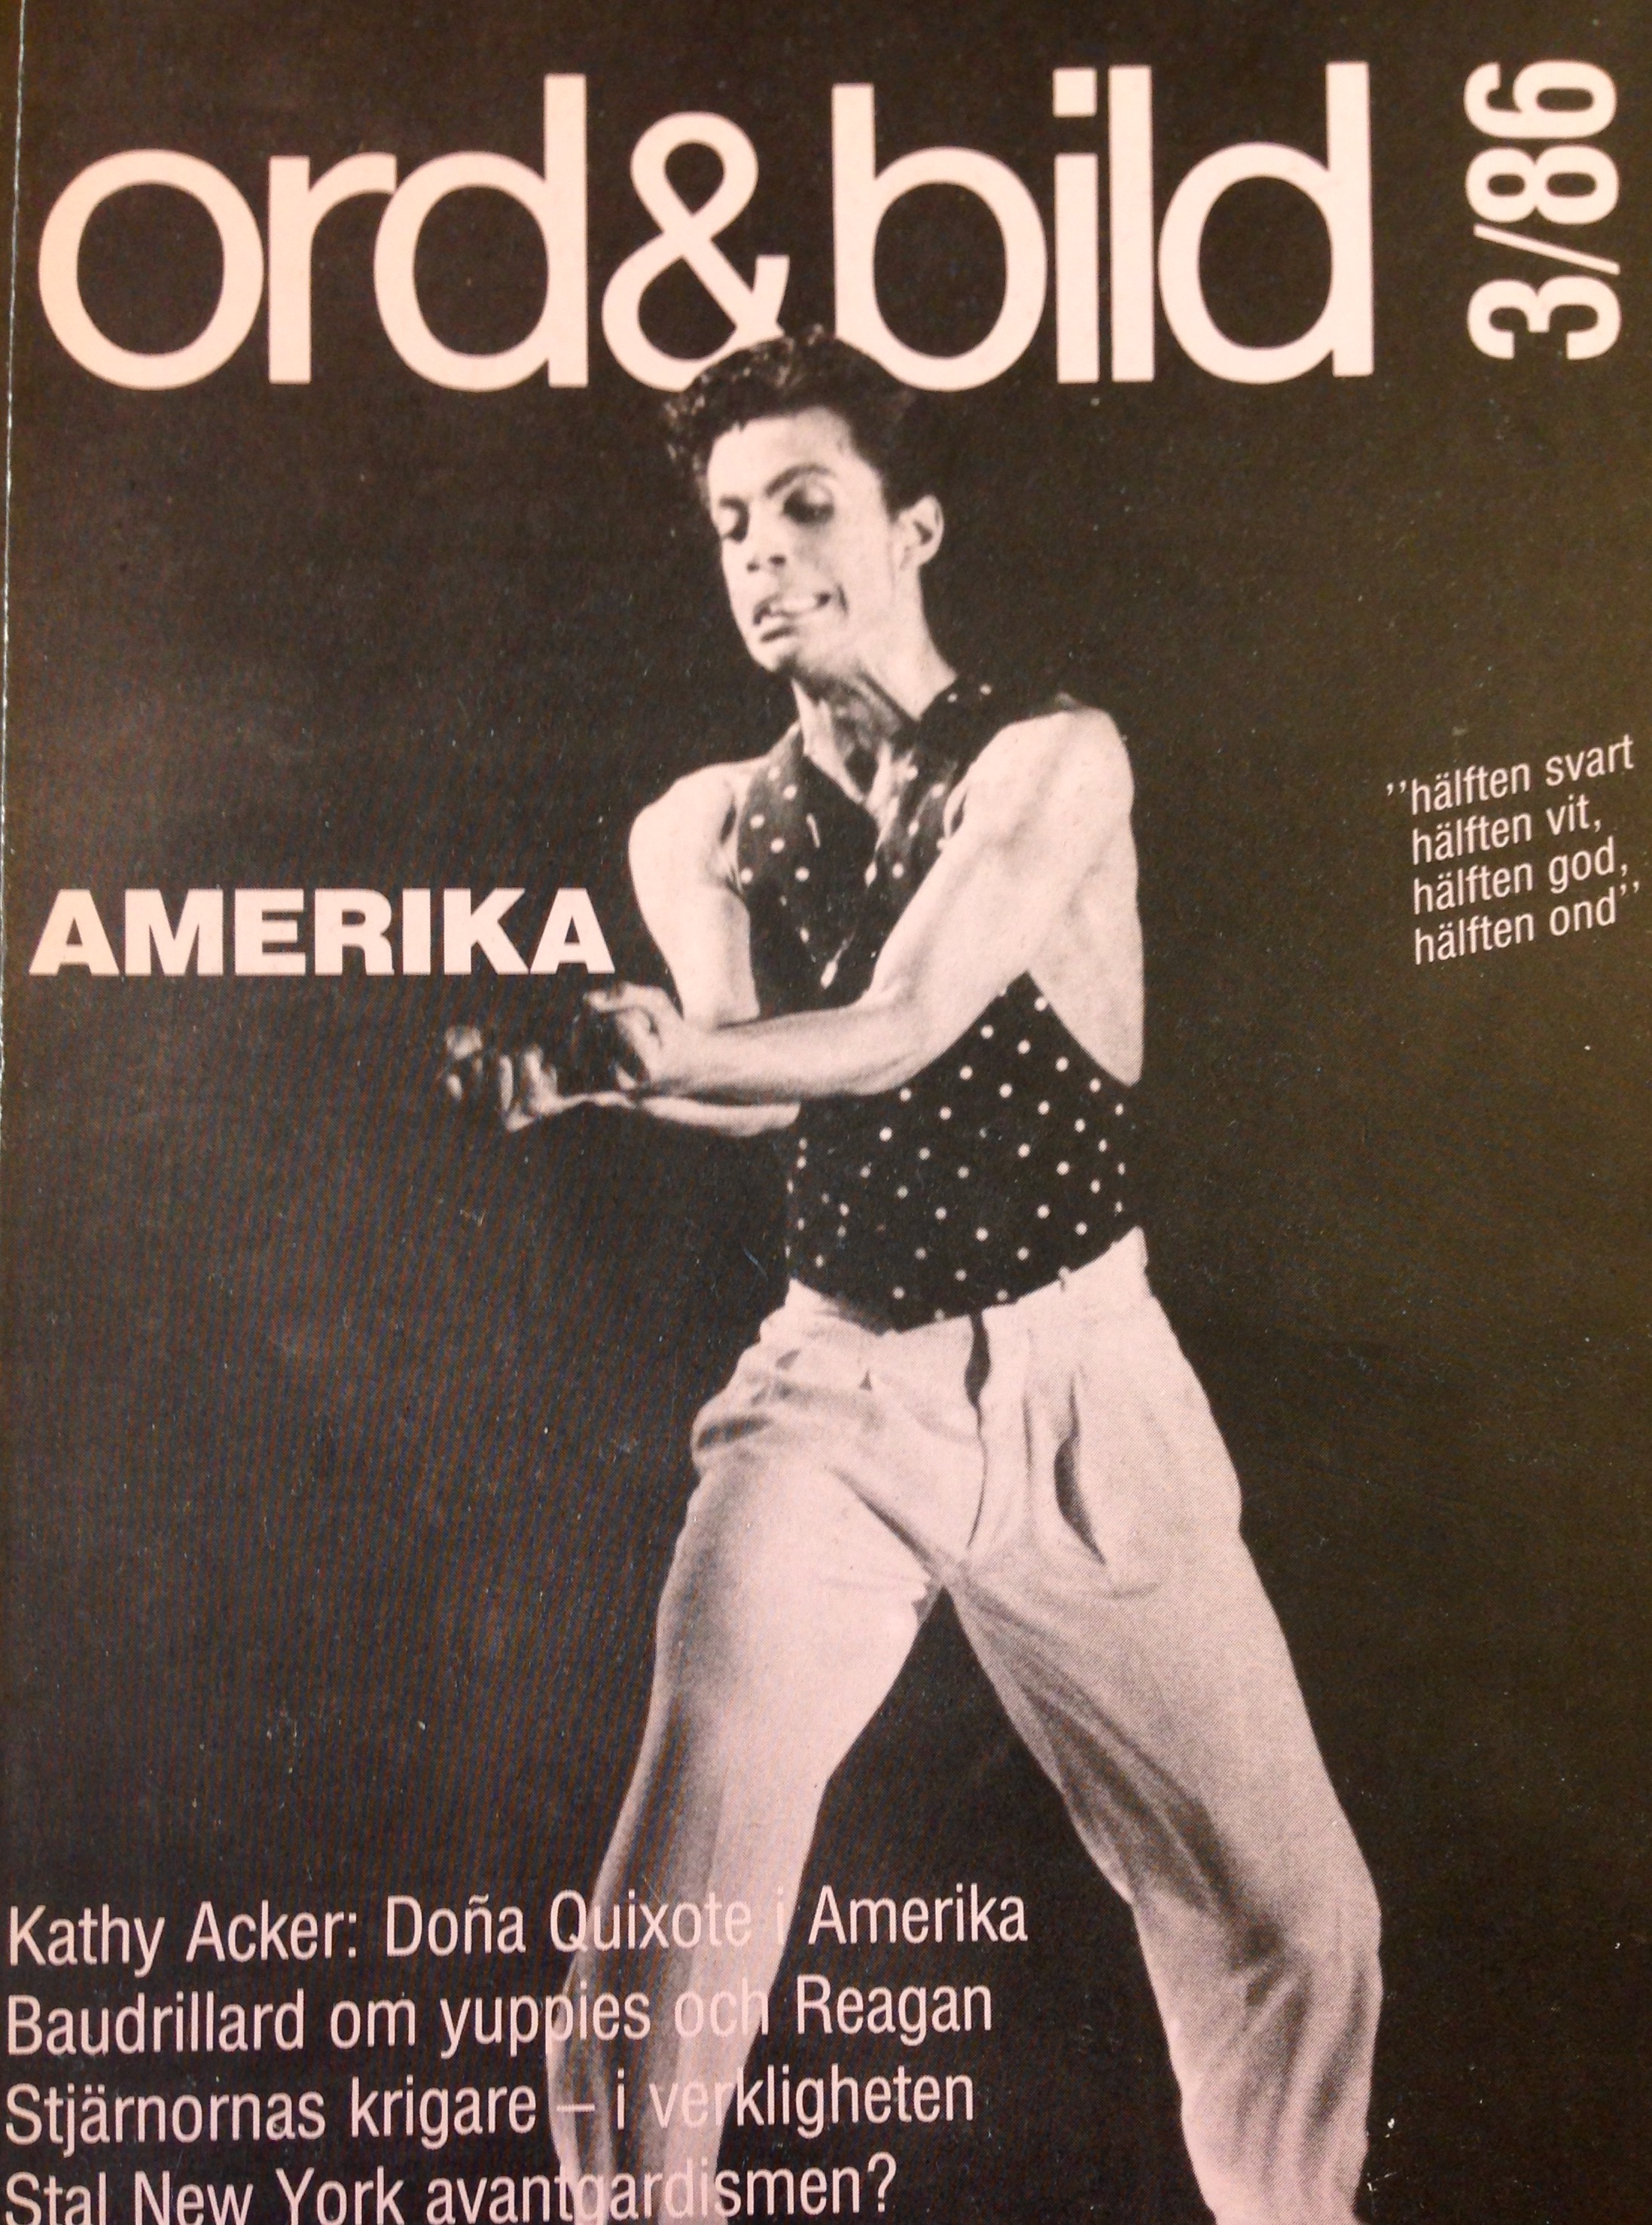 ord&bild
3/86
”hälften svart
hälften vit,
hälften god,
hälften ond”
AMERIKA
Kathy Acker: Doña Quixote i Amerika
Baudrillard om yuppies och Reagan
Stjärnornas krigare – i verkligheten
Stal New York avantgardismen?